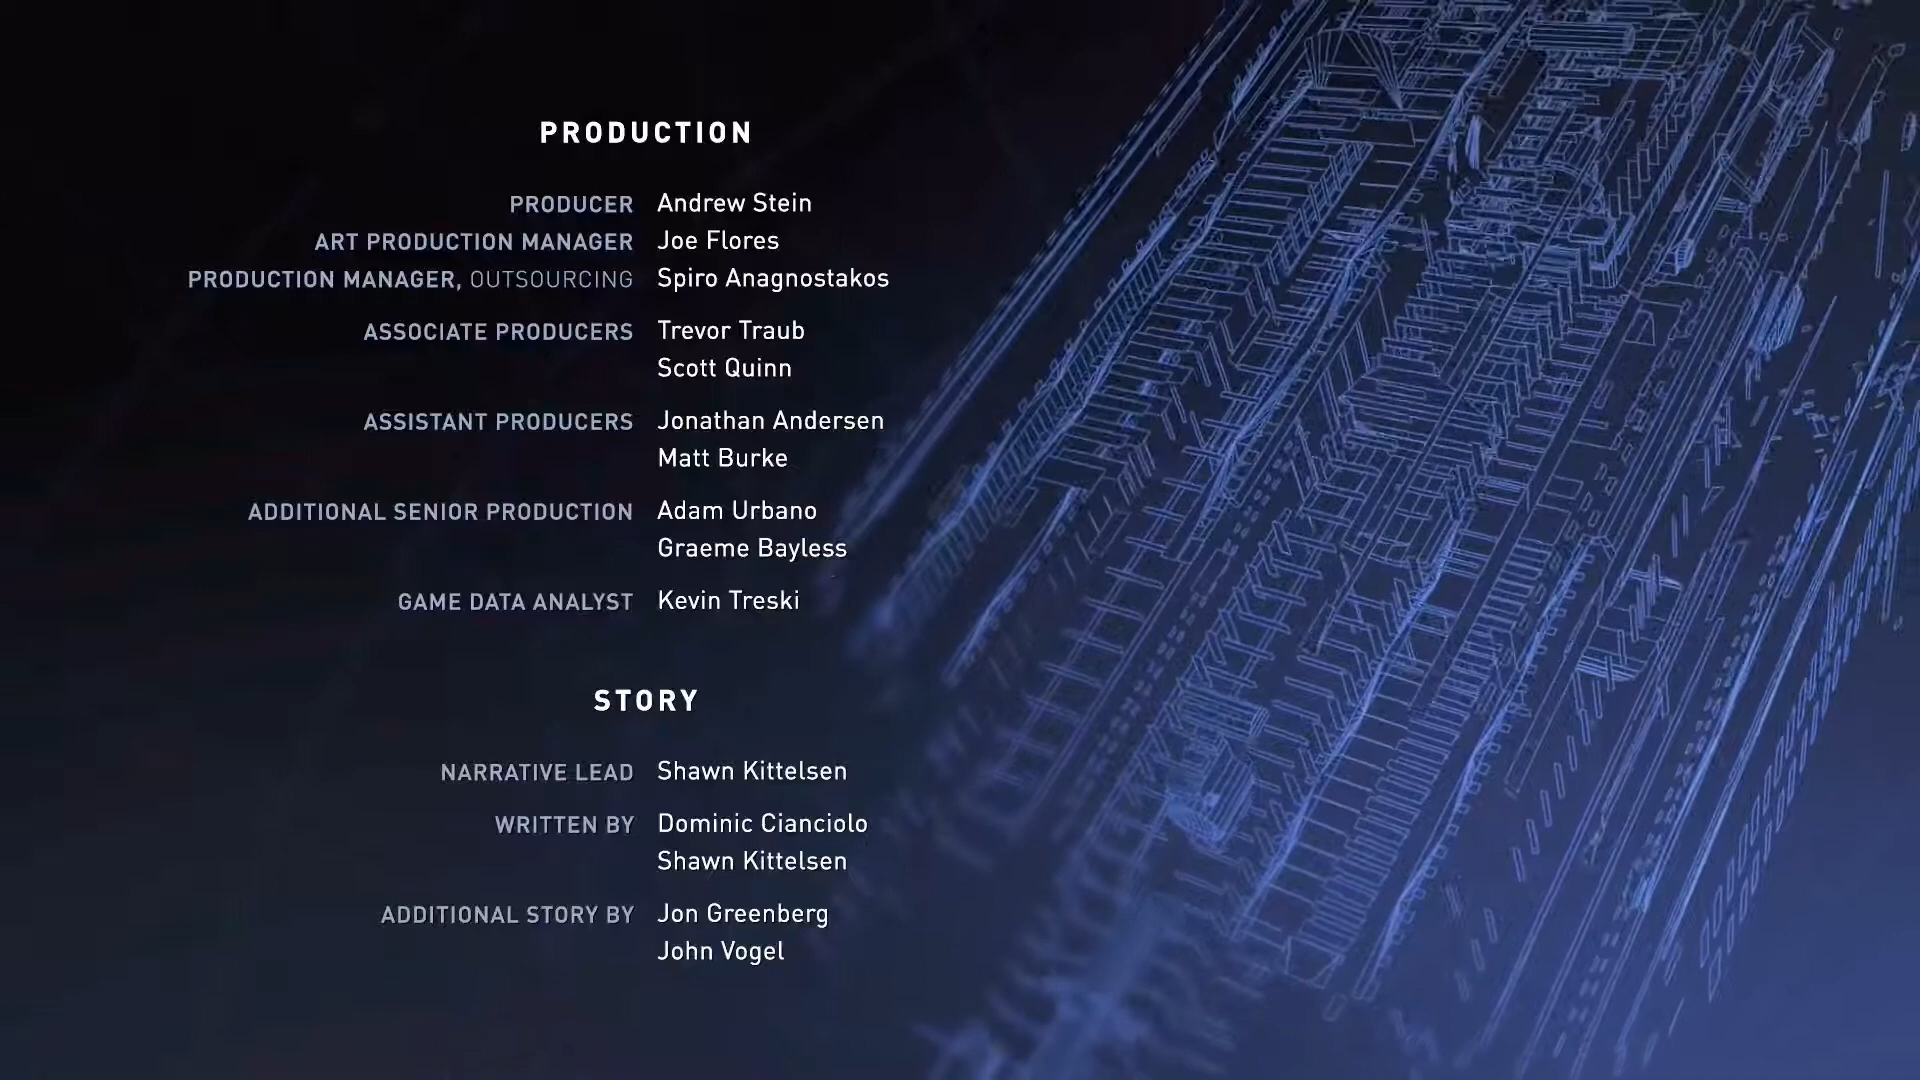 PRODUCTION
PRODUCER Andrew Stein
ART PRODUCTION MANAGER Joe Flores
PRODUCTION MANAGER, OUTSOURCING Spiro Anagnostakos
ASSOCIATE PRODUCERS Trevor Traub
Scott Quinn
ASSISTANT PRODUCERS Jonathan Andersen
Matt Burke
ADDITIONAL SENIOR PRODUCTION Adam Urbano
Graeme Bayless
GAME DATA ANALYST Kevin Treski
STORY
NARRATIVE LEAD Shawn Kittelsen
WRITTEN BY Dominic Cianciolo
Shawn Kittelsen
ADDITIONAL STORY BY Jon Greenberg
John Vogel